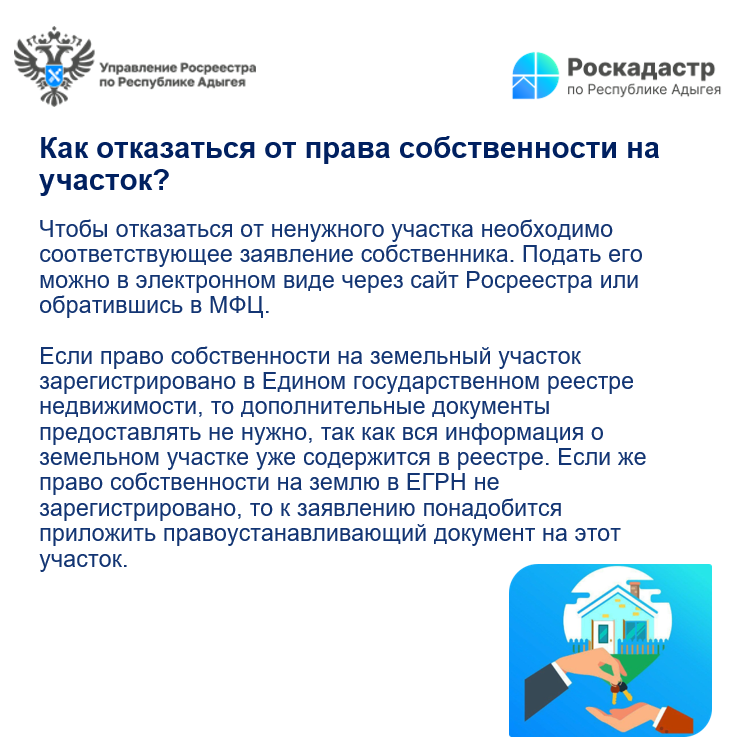 Управление Росреестра
по Республике Адыгея
Роскадастр
по Республике Адыгея
Как отказаться от права собственности на
участок?
Чтобы отказаться от ненужного участка необходимо
соответствующее заявление собственника. Подать его
можно в электронном виде через сайт Росреестра или
обратившись в МФЦ.
Если право собственности на земельный участок
зарегистрировано в Едином государственном реестре
недвижимости, то дополнительные документы
предоставлять не нужно, так как вся информация о
земельном участке уже содержится в реестре. Если же
право собственности на землю в ЕГРН не
зарегистрировано, то к заявлению понадобится
приложить правоустанавливающий документ на этот
участок.